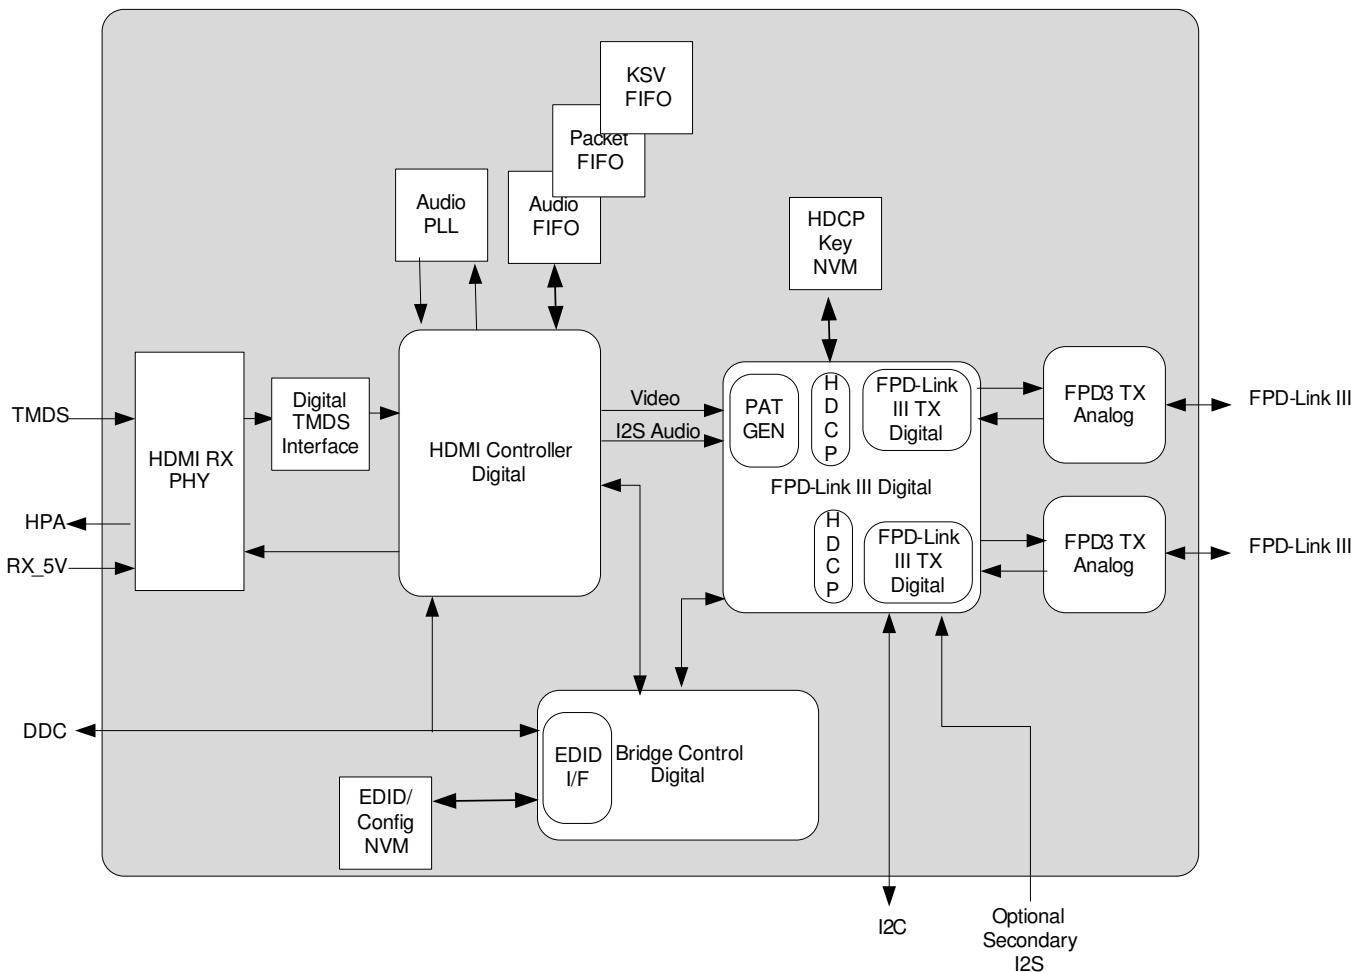 KSV
FIFO
Packet
FIFO
Audio
PLL
Audio
FIFO
HDCP
Key
NVM
TMDS
HPA
RX_5V
HDMI RX
PHY
Digital
TMDS
Interface
HDMI Controller
Digital
Video
I2S Audio
PAT
GEN
H
D
C
P
FPD-Link
III TX
Digital
FPD-Link III Digital
H
D
C
P
FPD-Link
III TX
Digital
FPD3 TX
Analog
FPD-Link III
FPD3 TX
Analog
FPD-Link III
DDC
EDID
I/F
Bridge Control
Digital
EDID/
Config
NVM
I2C
Optional
Secondary
I2S